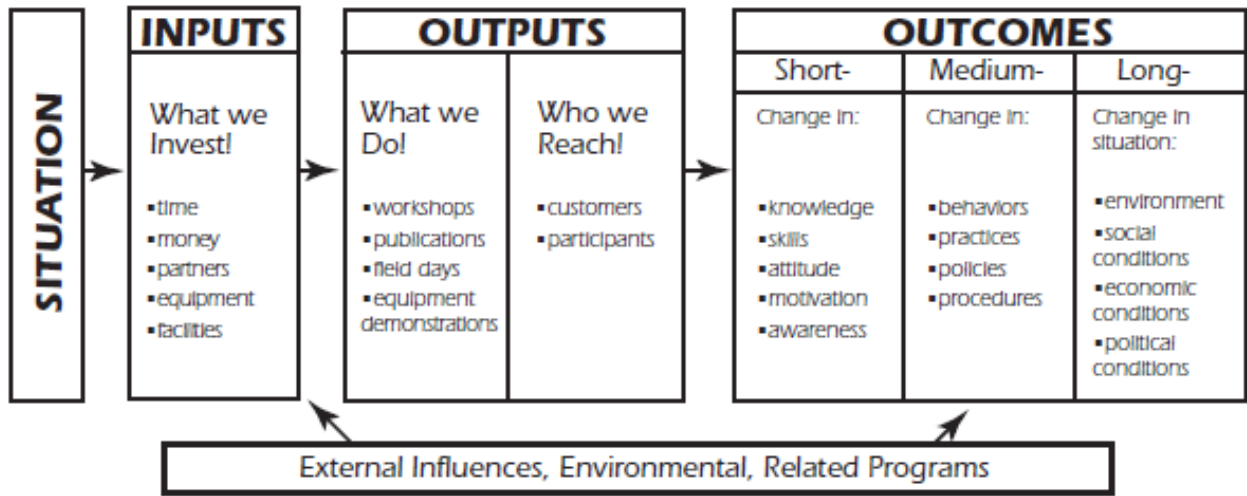 SITUATION
INPUTS
What we
Invest!
▪time
▪money
▪partners
▪equipment
▪facilities
OUTPUTS
What we
Do!
▪workshops
▪publications
▪field days
▪equipment
demonstrations
Who we
Reach!
▪customers
▪participants
OUTCOMES
Short-
Change in:
▪knowledge
▪skills
▪attitude
▪motivation
▪awareness
Medium-
Change in:
▪behaviors
▪practices
▪policies
▪procedures
Long-
Change in
situation:
▪environment
▪social
conditions
▪economic
conditions
▪political
conditions
External Influences, Environmental, Related Programs